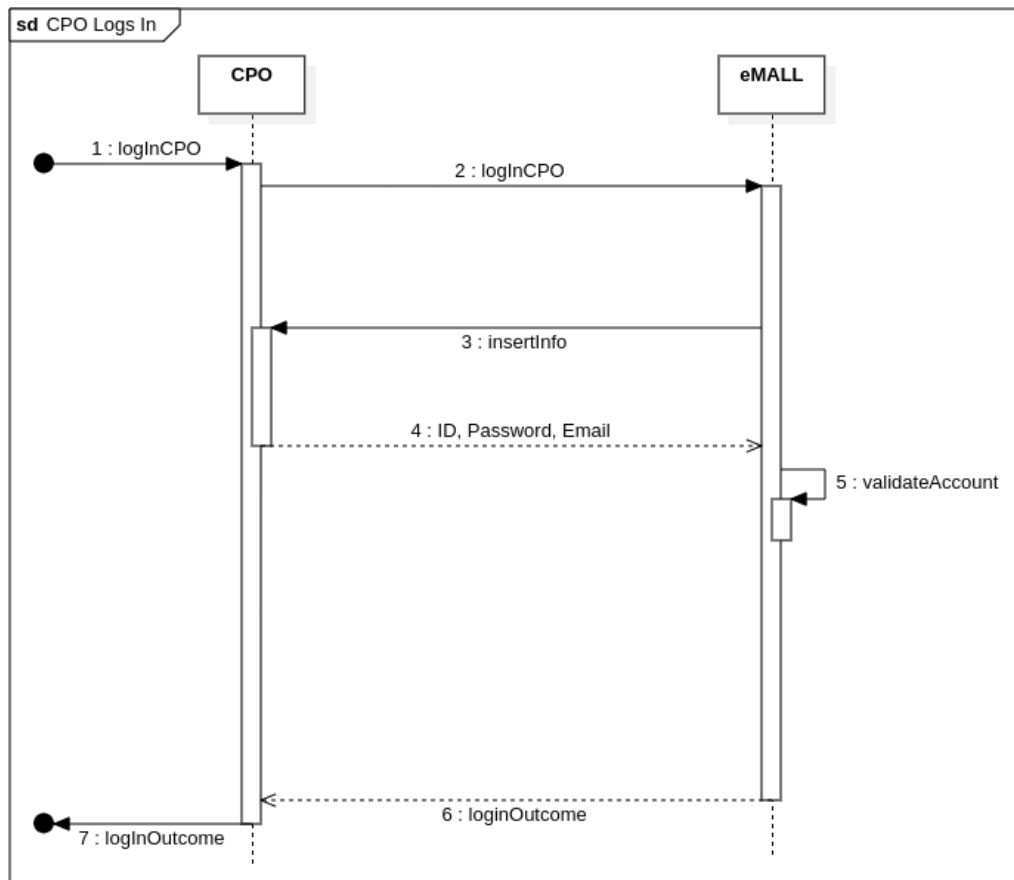 sd CPO Logs In
CPO
eMALL
1 : logInCPO
2 : logInCPO
3 : insertInfo
4 : ID, Password, Email
5 : validateAccount
6 : loginOutcome
7 : logInOutcome